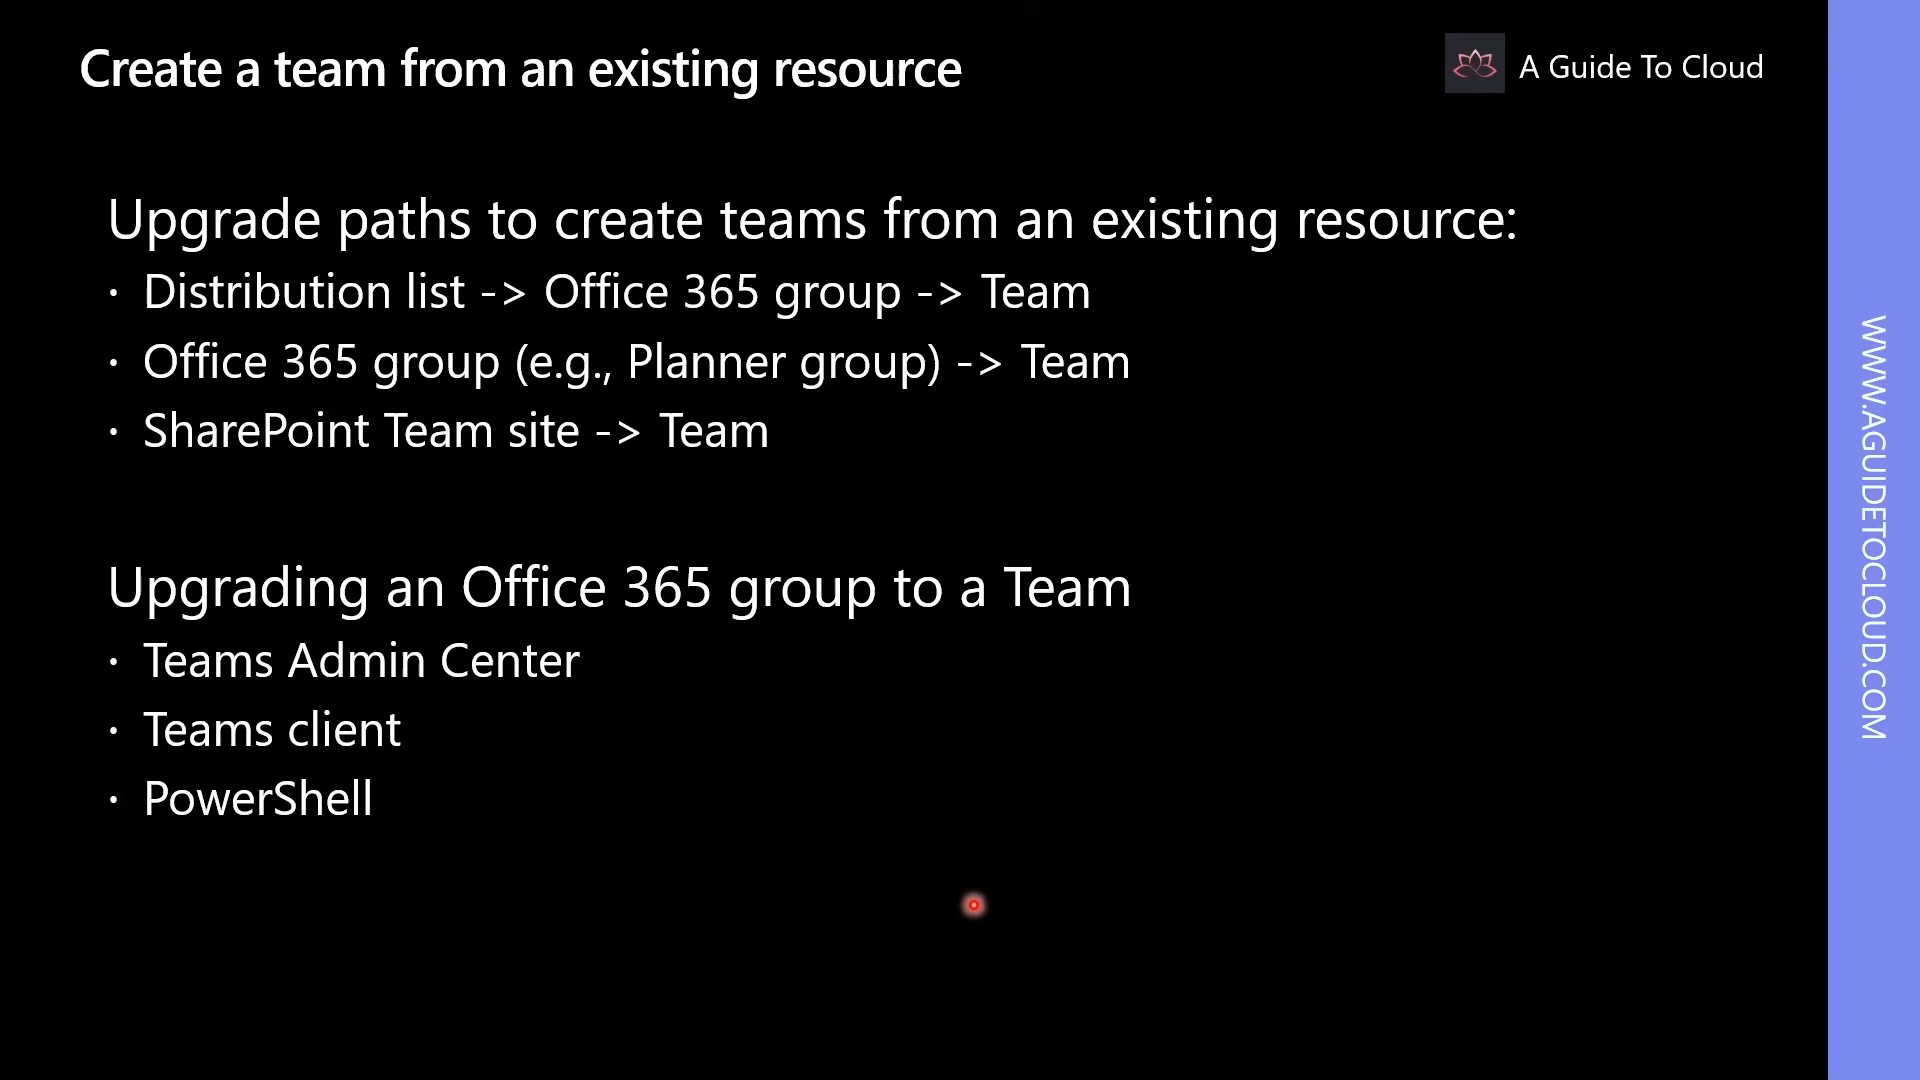 Create a team from an existing resource
A Guide To Cloud
Upgrade paths to create teams from an existing resource:
· Distribution list -> Office 365 group -> Team
· Office 365 group (e.g., Planner group) -> Team
· SharePoint Team site -> Team
Upgrading an Office 365 group to a Team
· Teams Admin Center
· Teams client
· PowerShell
WWW.AGUIDETOCLOUD.COM